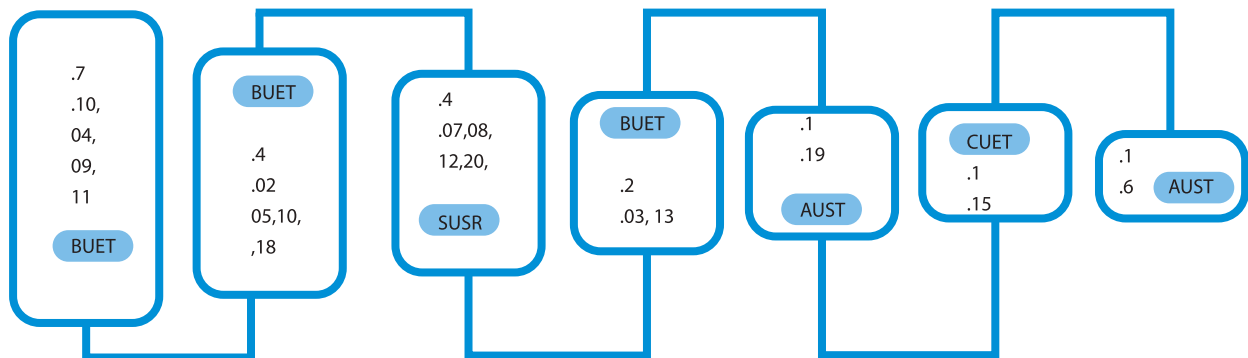 .7
.10,
04,
09,
11
BUET
BUET
.4
.02
05,10,
,18
.4
.07,08,
12,20,
SUSR
BUET
.2
.03, 13
.1
.19
AUST
CUET
.1
.15
.1
.6 AUST